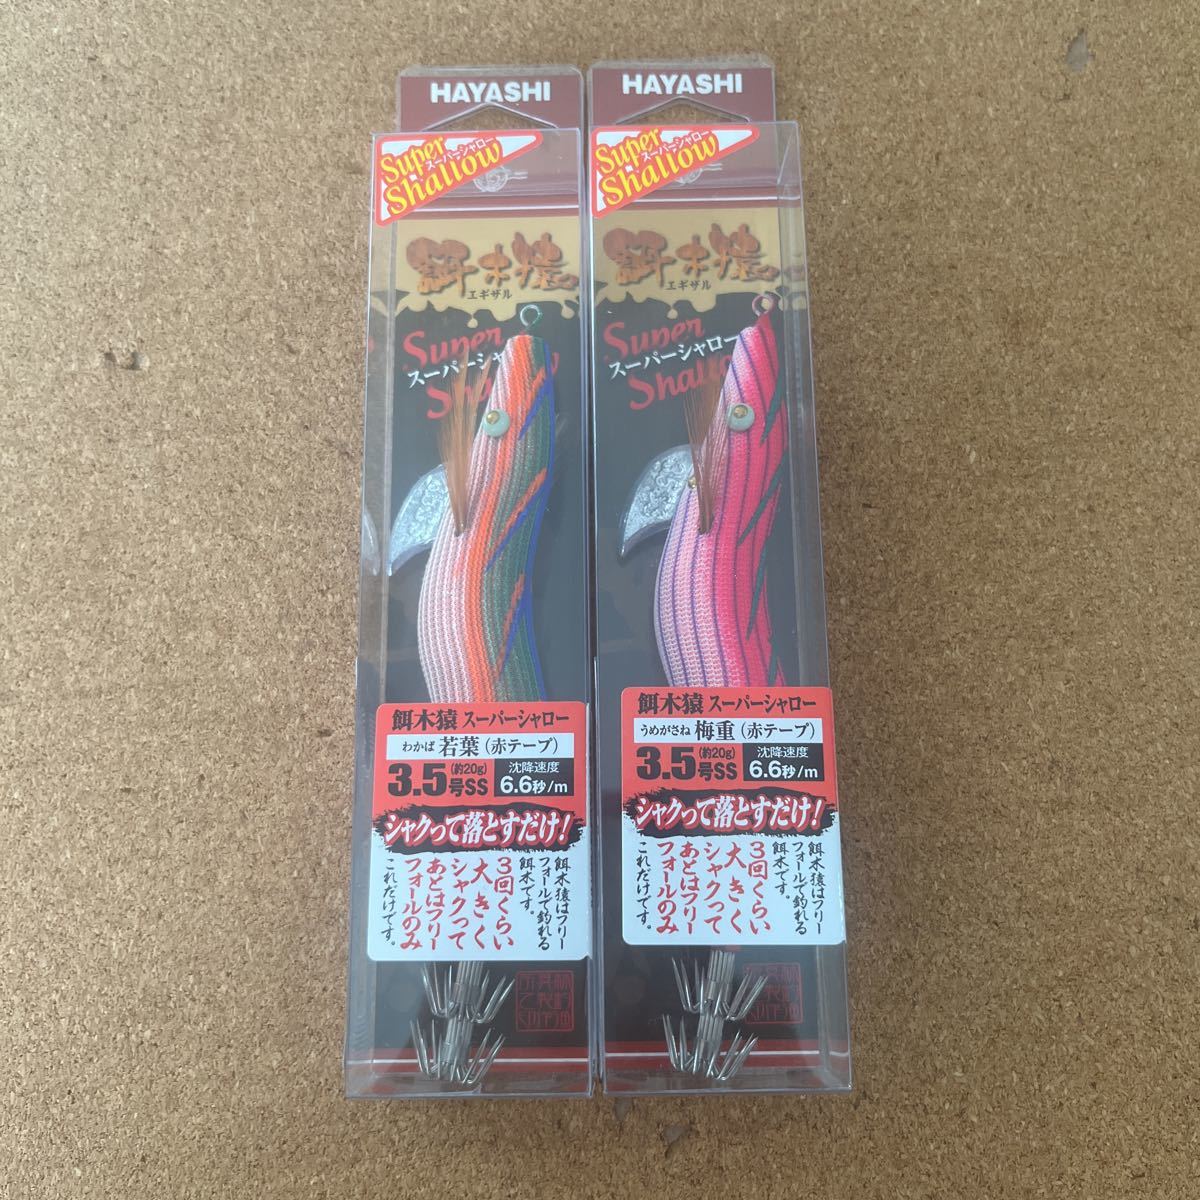 HAYASHI
Super
スーパーシャロー
Shallow
餌木猿
エギザル
Super
スーパーシャ
Sha
餌木猿 スーパーシャロー
わかば 若葉(赤テープ)
3.5号SS (約20g)
沈降速度
6.6秒/m
シャクって落とすだけ!
餌木猿はフリー
フォールで釣れる
餌木です。
3回くらい
大きく
シャクって
あとはフリー
フォールのみ
これだけです。
HAYASHI
Super
スーパーシャロー
Shallow
餌木猿
エギザル
Super
スーパーシャロー
Shallo
餌木猿 スーパーシャロー
うめがさね 梅重(赤テープ)
3.5号SS (約20g)
沈降速度
6.6秒/m
シャクって落とすだけ!
餌木猿はフリー
フォールで釣れる
餌木です。
3回くらい
大きく
シャクって
あとはフリー
フォールのみ
これだけです。